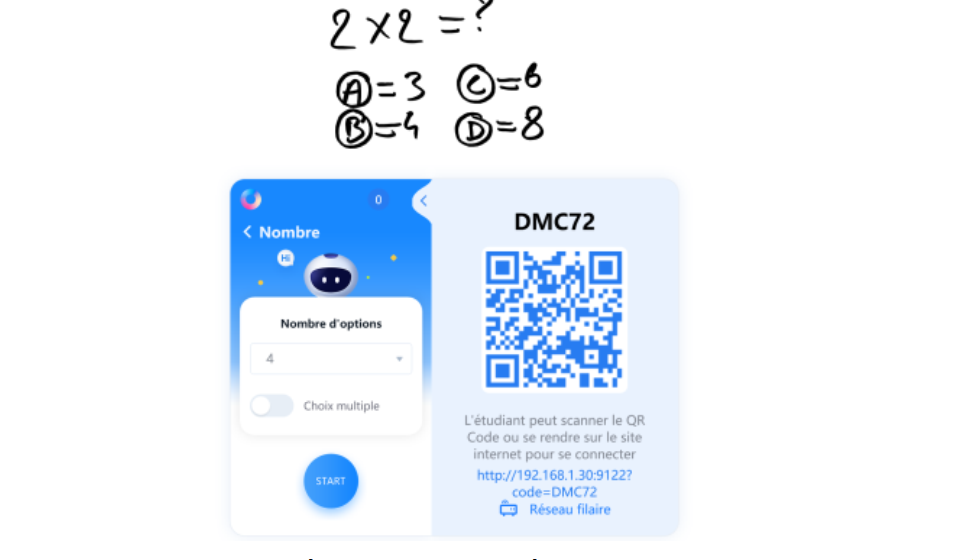 2 x 2 = ?
A = 3 C = 6
B = 4 D = 8
0
Nombre
Hi
Nombre d'options
4
Choix multiple
START
DMC72
L'étudiant peut scanner le QR
Code ou se rendre sur le site
internet pour se connecter
http://192.168.1.30:9122?
code=DMC72
Réseau filaire